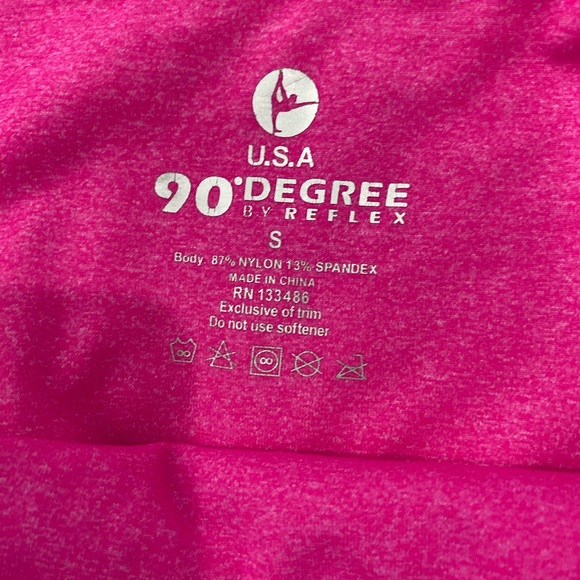 U.S.A
90°DEGREE
BY REFLEX
S
Body: 87% NYLON 13% SPANDEX
MADE IN CHINA
RN 133486
Exclusive of trim
Do not use softener